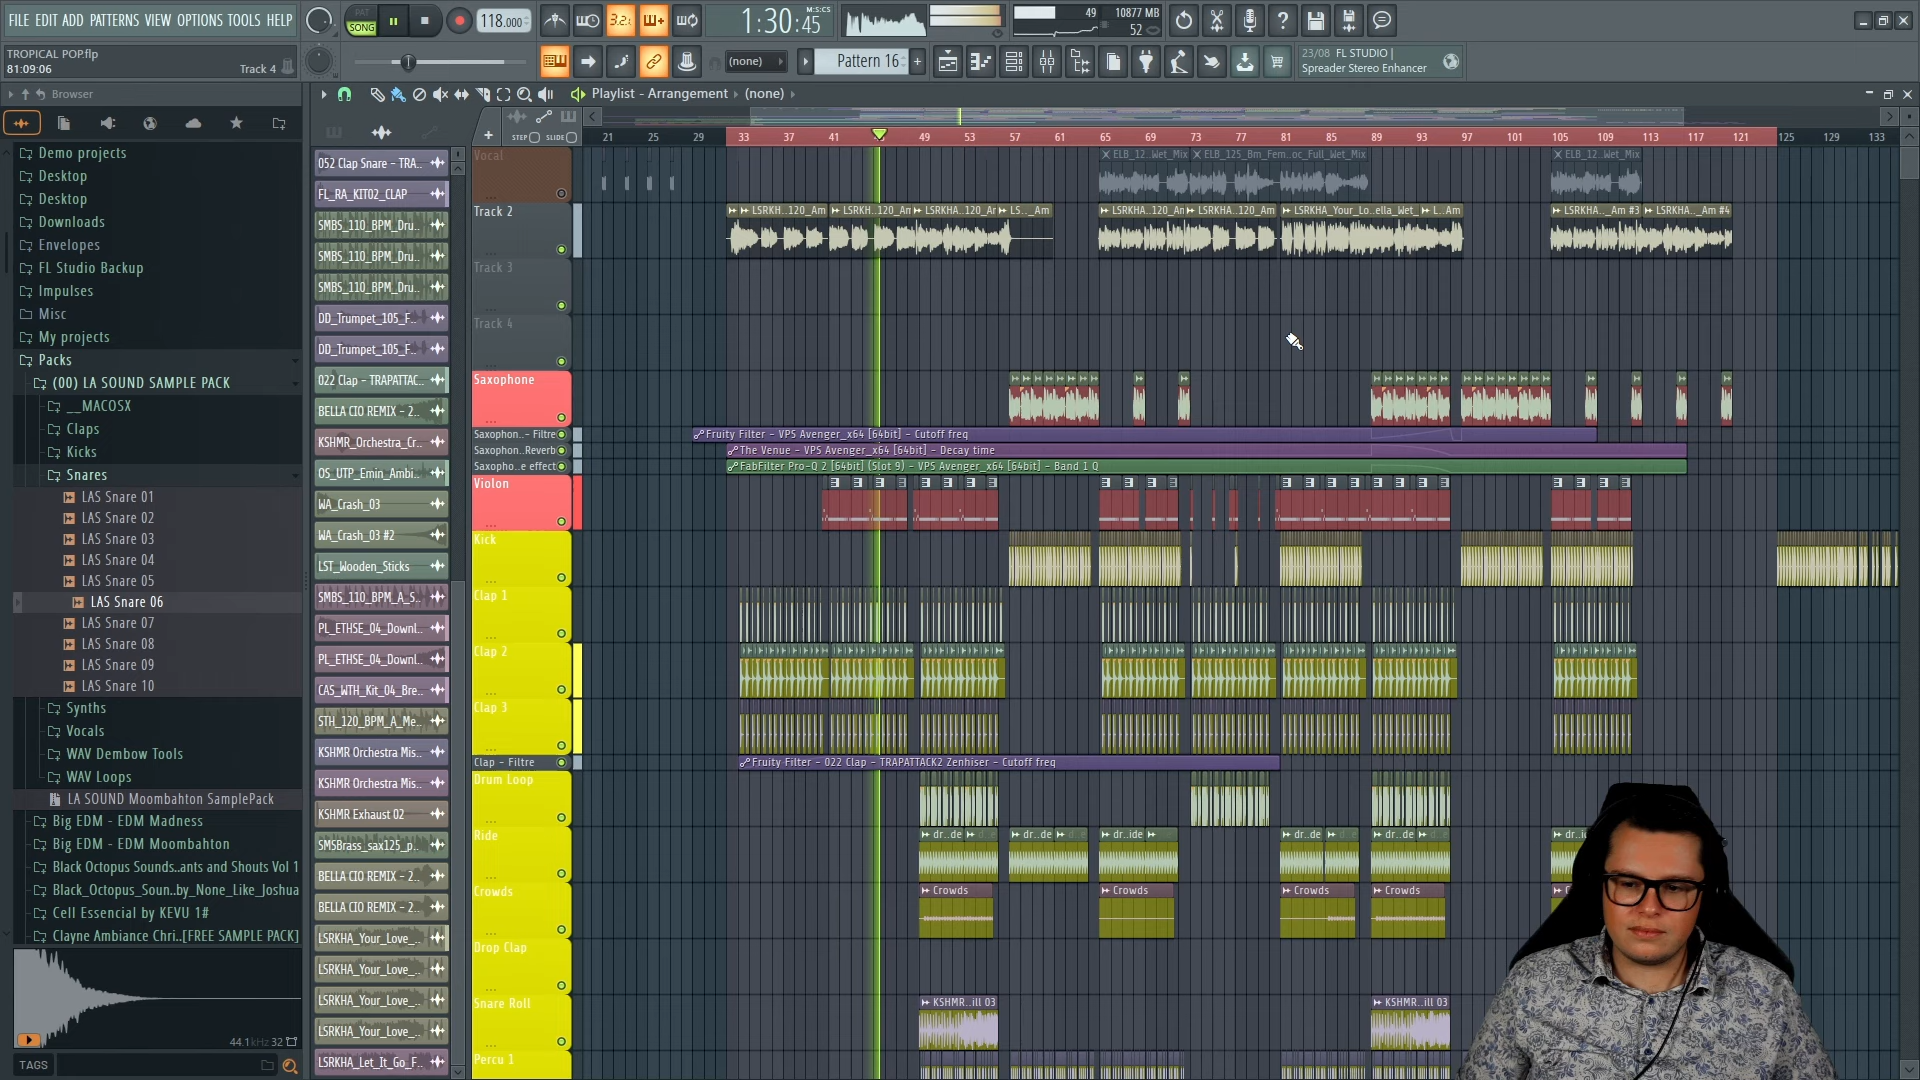 FILE EDIT ADD PATTERNS VIEW OPTIONS TOOLS HELP
PAT
SONG
118.000
3.2.
1:30:45
M:S:CS
49
10877 MB
52
TROPICAL POP.flp
81:09:06
Track 4
(none)
Pattern 16
23/08 FL STUDIO |
Spreader Stereo Enhancer
Browser
Playlist - Arrangement (none)
STEP SLIDE
21 25 29 33 37 41 49 53 57 61 65 69 73 77 81 85 89 93 97 101 105 109 113 117 121 125 129 133
Demo projects
Desktop
Desktop
Downloads
Envelopes
FL Studio Backup
Impulses
Misc
My projects
Packs
(00) LA SOUND SAMPLE PACK
__MACOSX
Claps
Kicks
Snares
LAS Snare 01
LAS Snare 02
LAS Snare 03
LAS Snare 04
LAS Snare 05
LAS Snare 06
LAS Snare 07
LAS Snare 08
LAS Snare 09
LAS Snare 10
Synths
Vocals
WAV Dembow Tools
WAV Loops
LA SOUND Moombahton SamplePack
Big EDM - EDM Madness
Big EDM - EDM Moombahton
Black Octopus Sounds..ants and Shouts Vol 1
Black_Octopus_Soun..by_None_Like_Joshua
Cell Essencial by KEVU 1#
Clayne Ambiance Chri..[FREE SAMPLE PACK]
44.1kHz 32
TAGS
052 Clap Snare - TRA..
FL_RA_KIT02_CLAP
SMBS_110_BPM_Dru..
SMBS_110_BPM_Dru..
SMBS_110_BPM_Dru..
DD_Trumpet_105_F..
DD_Trumpet_105_F..
022 Clap - TRAPATTAC..
BELLA CIO REMIX - 2..
KSHMR_Orchestra_Cr..
OS_UTP_Emin_Ambi..
WA_Crash_03
WA_Crash_03 #2
LST_Wooden_Sticks
SMBS_110_BPM_A_S..
PL_ETHSE_04_Downl..
PL_ETHSE_04_Downl..
CAS_WTH_Kit_04_Bre..
STH_120_BPM_A_Me..
KSHMR Orchestra Mis..
KSHMR Orchestra Mis..
KSHMR Exhaust 02
SMSBrass_sax125_p..
BELLA CIO REMIX - 2..
BELLA CIO REMIX - 2..
LSRKHA_Your_Love_..
LSRKHA_Your_Love_..
LSRKHA_Your_Love_..
LSRKHA_Your_Love_..
LSRKHA_Let_It_Go_F..
Vocal
ELB_12..Wet_Mix ELB_125_Bm_Fem..oc_Full_Wet_Mix ELB_12..Wet_Mix
Track 2
LSRKH..120_Am LSRKH..120_Am LSRKHA..120_Am LS.._Am LSRKHA..120_Am LSRKHA..120_Am LSRKHA_Your_Lo..ella_Wet_ L..Am LSRKHA.._Am #3 LSRKHA.._Am #4
Track 3
Track 4
Saxophone
Saxophon..- Filtre
Fruity Filter - VPS Avenger_x64 [64bit] - Cutoff freq
Saxophon..Reverb
The Venue - VPS Avenger_x64 [64bit] - Decay time
Saxopho..e effect
FabFilter Pro-Q 2 [64bit] (Slot 9) - VPS Avenger_x64 [64bit] - Band 1 Q
Violon
Kick
Clap 1
Clap 2
Clap 3
Clap - Filtre
Fruity Filter - 022 Clap - TRAPATTACK2 Zenhiser - Cutoff freq
Drum Loop
Ride
dr..de dr..de dr..ide dr..de dr..de
Crowds
Crowds Crowds Crowds Crowds
Drop Clap
Snare Roll
KSHMR..ill 03 KSHMR..ill 03
Percu 1